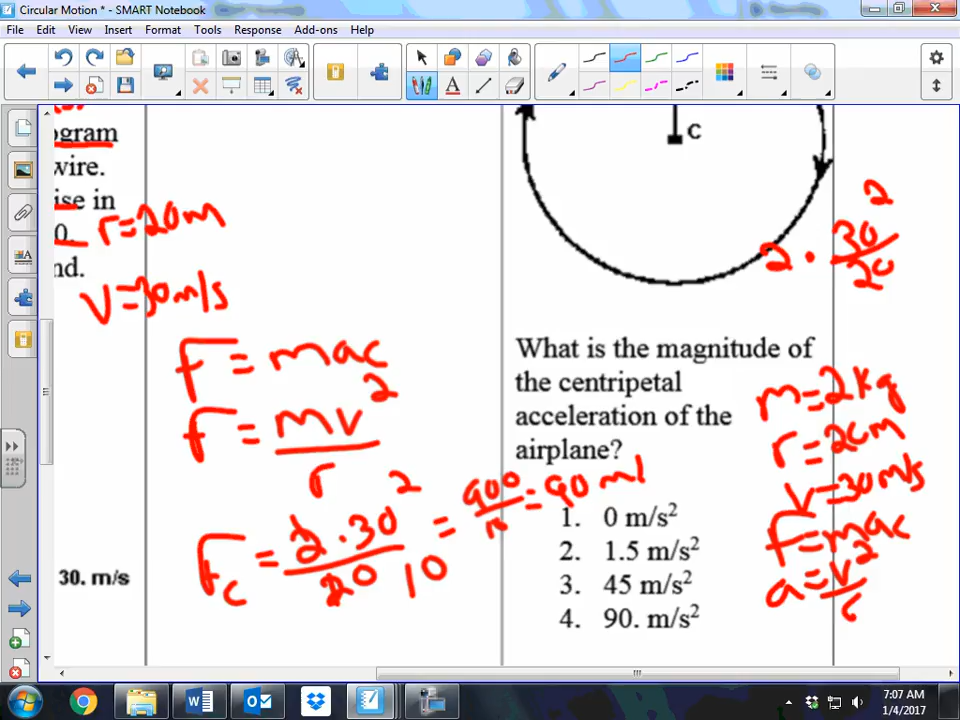 Circular Motion * - SMART Notebook
File Edit View Insert Format Tools Response Add-ons Help
ogram
wire.
ise in
0.
nd.
r=20m
V=30m/s
F=mac
F=mv²
r
Fc=2·30²
20 10
=900
10
=90
30. m/s
C
2·30²
20
What is the magnitude of
the centripetal
acceleration of the
airplane?
1. 0 m/s²
2. 1.5 m/s²
3. 45 m/s²
4. 90. m/s²
m=2kg
r=20m
V=30m/s
F=mac
a=v²
r
7:07 AM
1/4/2017